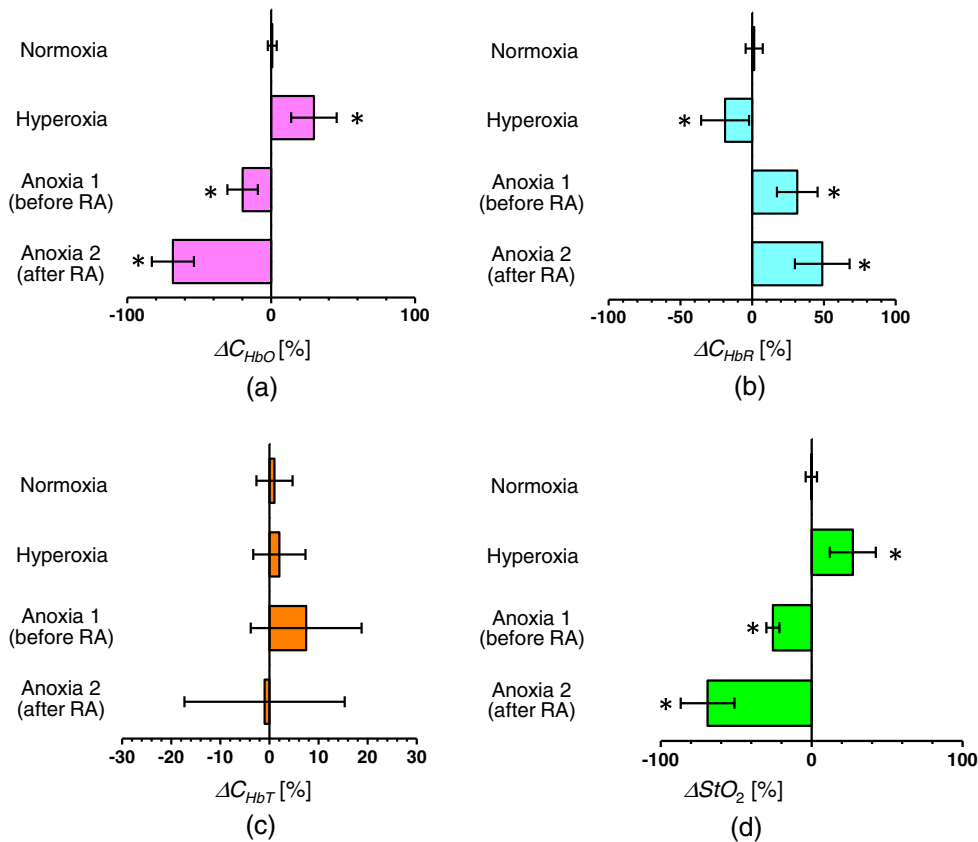 Normoxia
Hyperoxia
*
Anoxia 1
(before RA)
*
Anoxia 2
(after RA)
*
-100 0 100
ΔC_HbO [%]
(a)
Normoxia
Hyperoxia
*
Anoxia 1
(before RA)
*
Anoxia 2
(after RA)
*
-100 -50 0 50 100
ΔC_HbR [%]
(b)
Normoxia
Hyperoxia
Anoxia 1
(before RA)
Anoxia 2
(after RA)
-30 -20 -10 0 10 20 30
ΔC_HbT [%]
(c)
Normoxia
Hyperoxia
*
Anoxia 1
(before RA)
*
Anoxia 2
(after RA)
*
-100 0 100
ΔStO₂ [%]
(d)